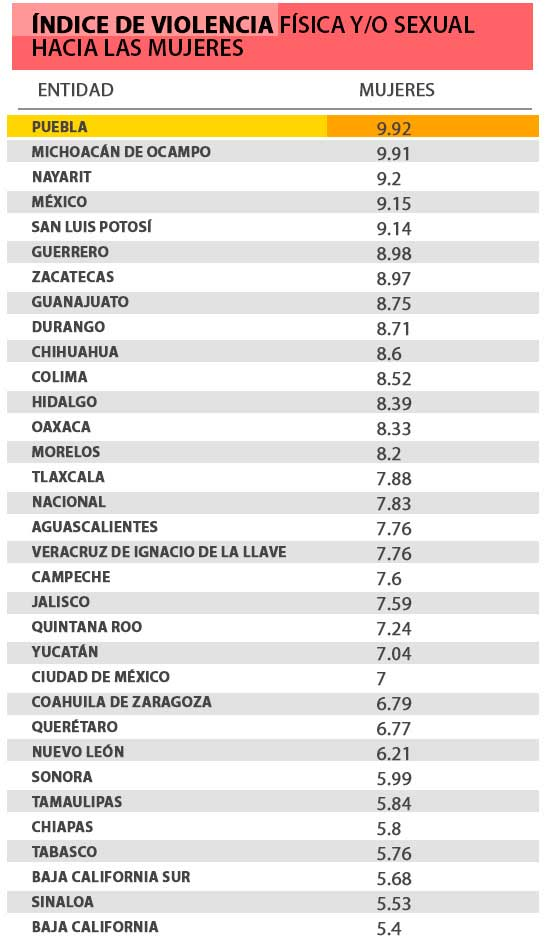 ÍNDICE DE VIOLENCIA FÍSICA Y/O SEXUAL
HACIA LAS MUJERES
ENTIDAD MUJERES
PUEBLA 9.92
MICHOACÁN DE OCAMPO 9.91
NAYARIT 9.2
MÉXICO 9.15
SAN LUIS POTOSÍ 9.14
GUERRERO 8.98
ZACATECAS 8.97
GUANAJUATO 8.75
DURANGO 8.71
CHIHUAHUA 8.6
COLIMA 8.52
HIDALGO 8.39
OAXACA 8.33
MORELOS 8.2
TLAXCALA 7.88
NACIONAL 7.83
AGUASCALIENTES 7.76
VERACRUZ DE IGNACIO DE LA LLAVE 7.76
CAMPECHE 7.6
JALISCO 7.59
QUINTANA ROO 7.24
YUCATÁN 7.04
CIUDAD DE MÉXICO 7
COAHUILA DE ZARAGOZA 6.79
QUERÉTARO 6.77
NUEVO LEÓN 6.21
SONORA 5.99
TAMAULIPAS 5.84
CHIAPAS 5.8
TABASCO 5.76
BAJA CALIFORNIA SUR 5.68
SINALOA 5.53
BAJA CALIFORNIA 5.4